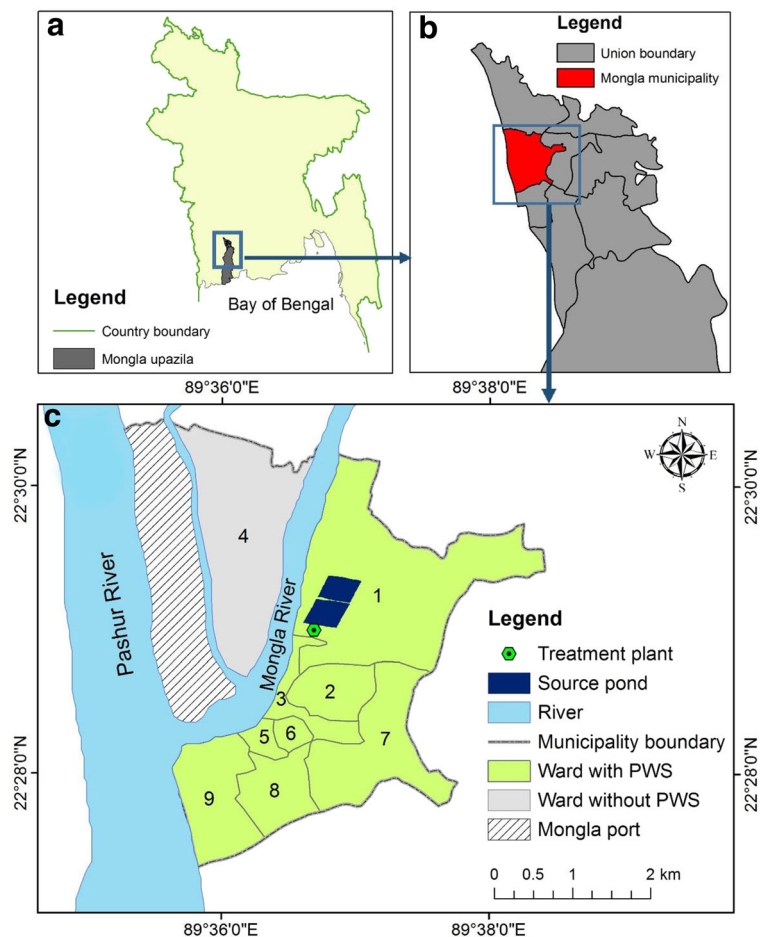 a
Legend
Country boundary
Mongla upazila
Bay of Bengal
b
Legend
Union boundary
Mongla municipality
89°36'0"E
89°38'0"E
c
22°30'0"N
22°28'0"N
22°30'0"N
22°28'0"N
N
W
E
S
Pashur River
Mongla River
4
1
3
2
5
6
7
9
8
Legend
Treatment plant
Source pond
River
Municipality boundary
Ward with PWS
Ward without PWS
Mongla port
0 0.5 1 2 km
89°36'0"E
89°38'0"E